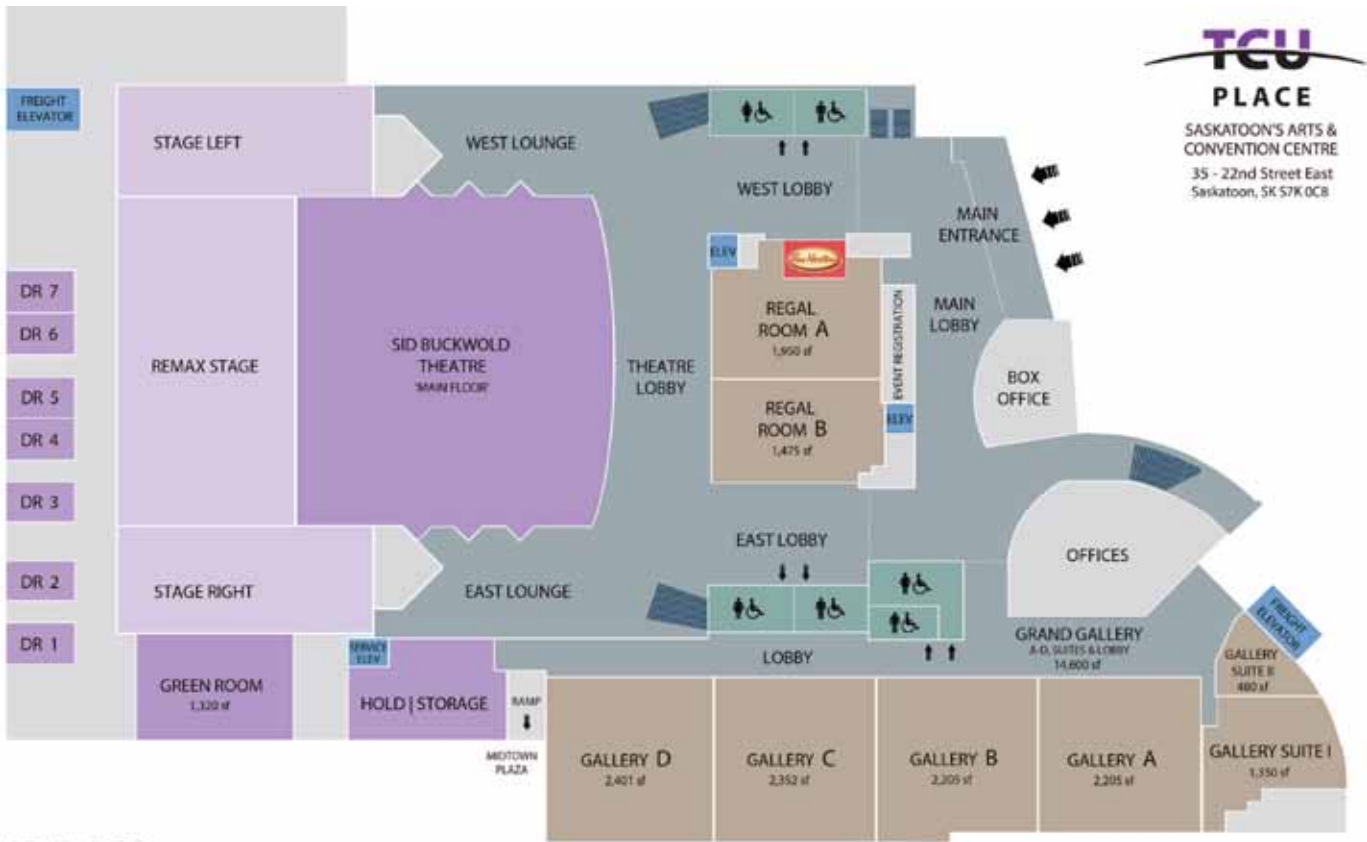 TCU
PLACE
SASKATOON'S ARTS &
CONVENTION CENTRE
35 - 22nd Street East
Saskatoon, SK S7K 0C8
FREIGHT
ELEVATOR
STAGE LEFT
WEST LOUNGE
WEST LOBBY
MAIN
ENTRANCE
ELEV
Tim Hortons
DR 7
DR 6
DR 5
DR 4
DR 3
DR 2
DR 1
REMAX STAGE
SID BUCKWOLD
THEATRE
'MAIN FLOOR'
THEATRE
LOBBY
REGAL
ROOM A
1,950 sf
EVENT REGISTRATION
MAIN
LOBBY
REGAL
ROOM B
1,475 sf
ELEV
BOX
OFFICE
EAST LOBBY
OFFICES
STAGE RIGHT
EAST LOUNGE
FREIGHT
ELEVATOR
GRAND GALLERY
A-D, SUITES & LOBBY
14,600 sf
LOBBY
SERVICE
ELEV
GREEN ROOM
1,320 sf
HOLD | STORAGE
RAMP
MIDTOWN
PLAZA
GALLERY
SUITE II
480 sf
GALLERY D
2,401 sf
GALLERY C
2,352 sf
GALLERY B
2,205 sf
GALLERY A
2,205 sf
GALLERY SUITE I
1,350 sf